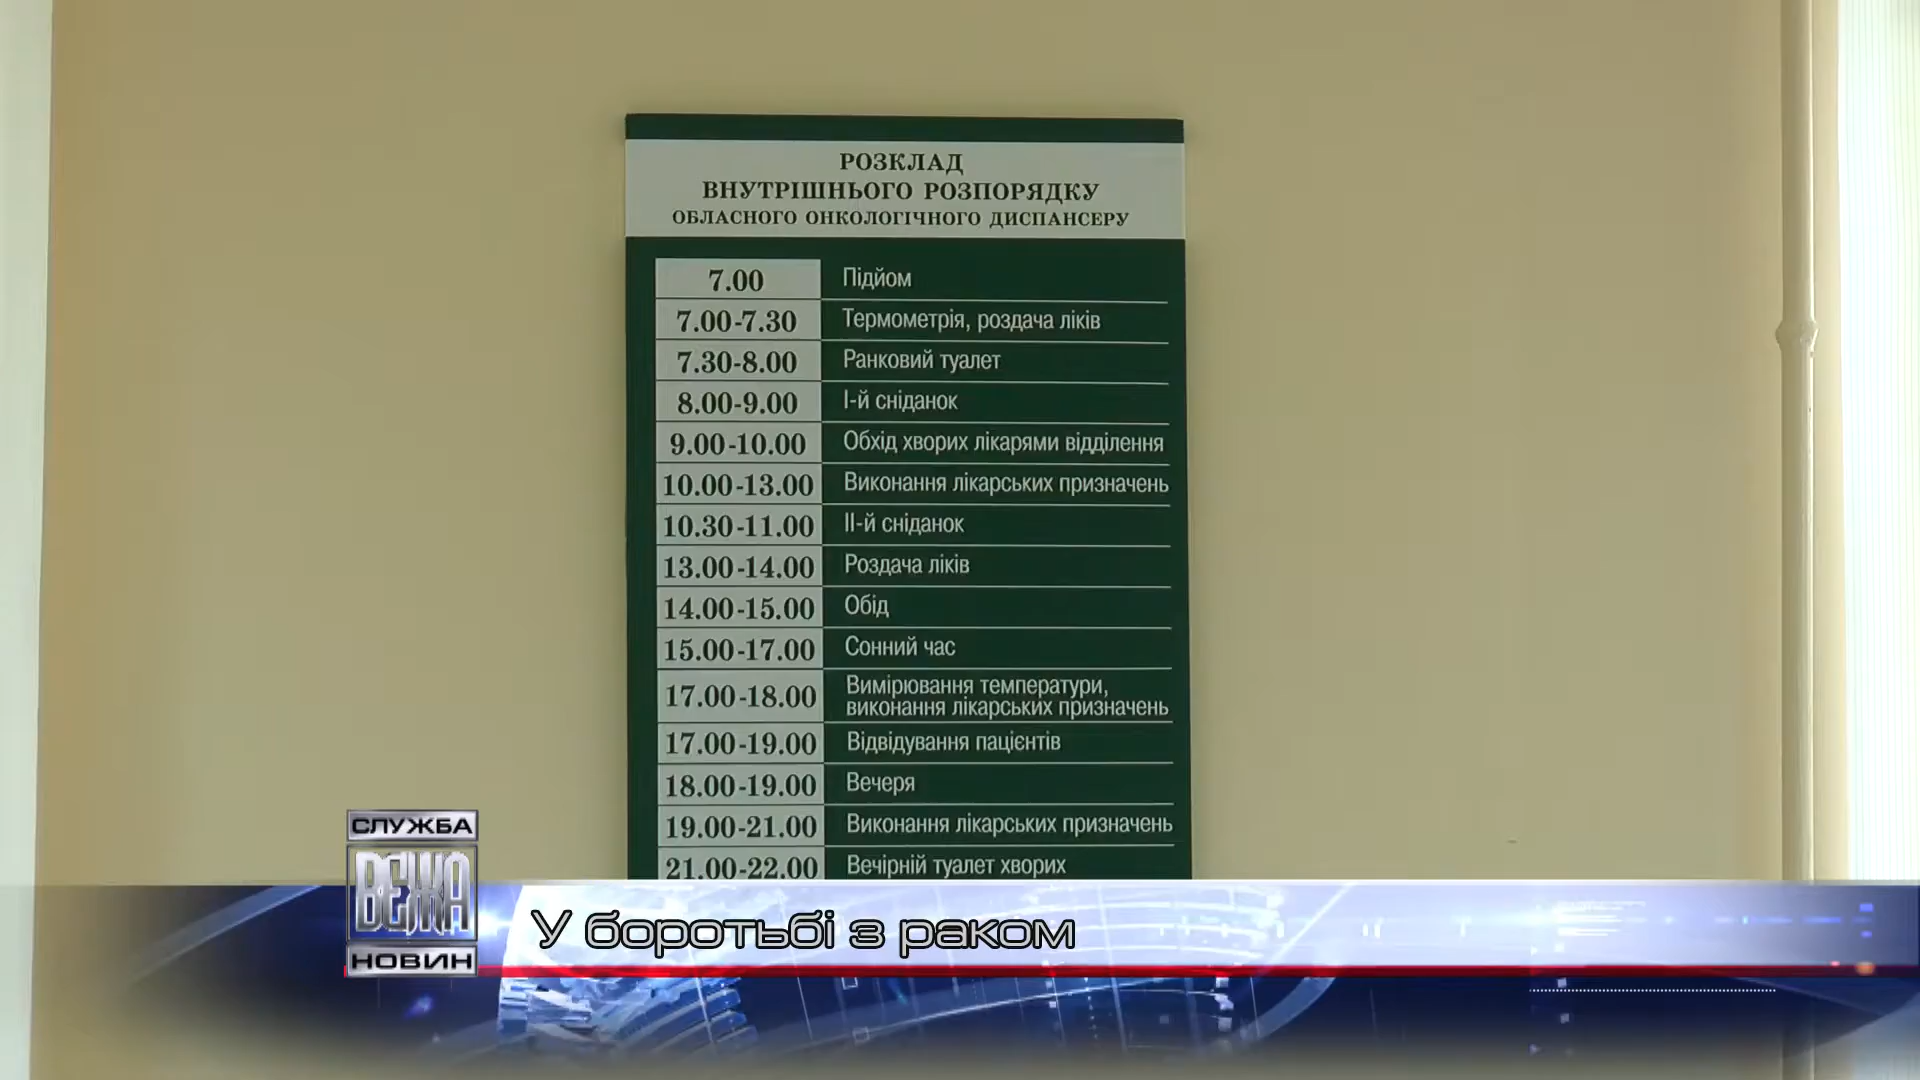 РОЗКЛАД
ВНУТРІШНЬОГО РОЗПОРЯДКУ
ОБЛАСНОГО ОНКОЛОГІЧНОГО ДИСПАНСЕРУ
7.00 Підйом
7.00-7.30 Термометрія, роздача ліків
7.30-8.00 Ранковий туалет
8.00-9.00 І-й сніданок
9.00-10.00 Обхід хворих лікарями відділення
10.00-13.00 Виконання лікарських призначень
10.30-11.00 ІІ-й сніданок
13.00-14.00 Роздача ліків
14.00-15.00 Обід
15.00-17.00 Сонний час
17.00-18.00 Вимірювання температури,
виконання лікарських призначень
17.00-19.00 Відвідування пацієнтів
18.00-19.00 Вечеря
19.00-21.00 Виконання лікарських призначень
21.00-22.00 Вечірній туалет хворих
СЛУЖБА
ВЕЖА
НОВИН
У боротьбі з раком